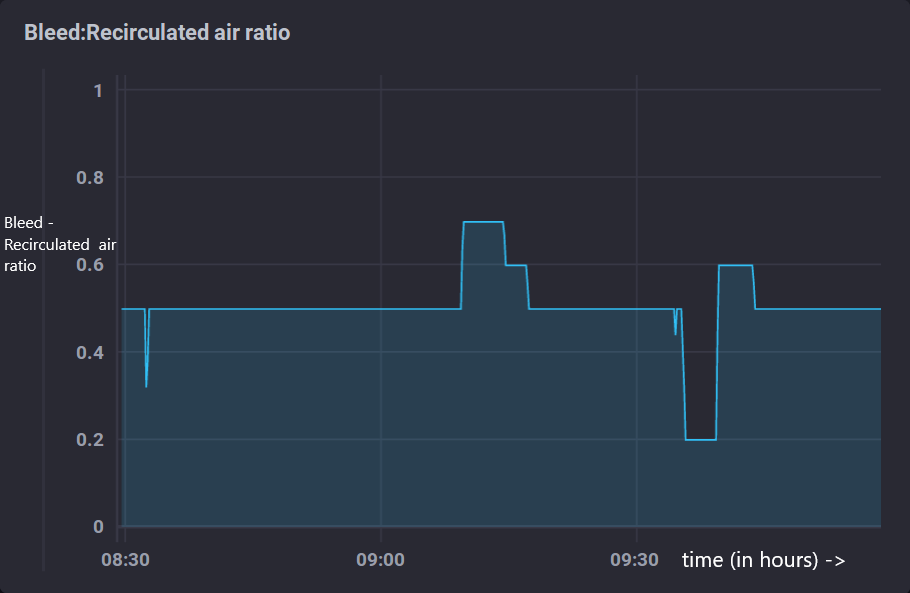 Bleed:Recirculated air ratio
1
0.8
Bleed -
Recirculated air
ratio
0.6
0.4
0.2
0
08:30 09:00 09:30 time (in hours) ->